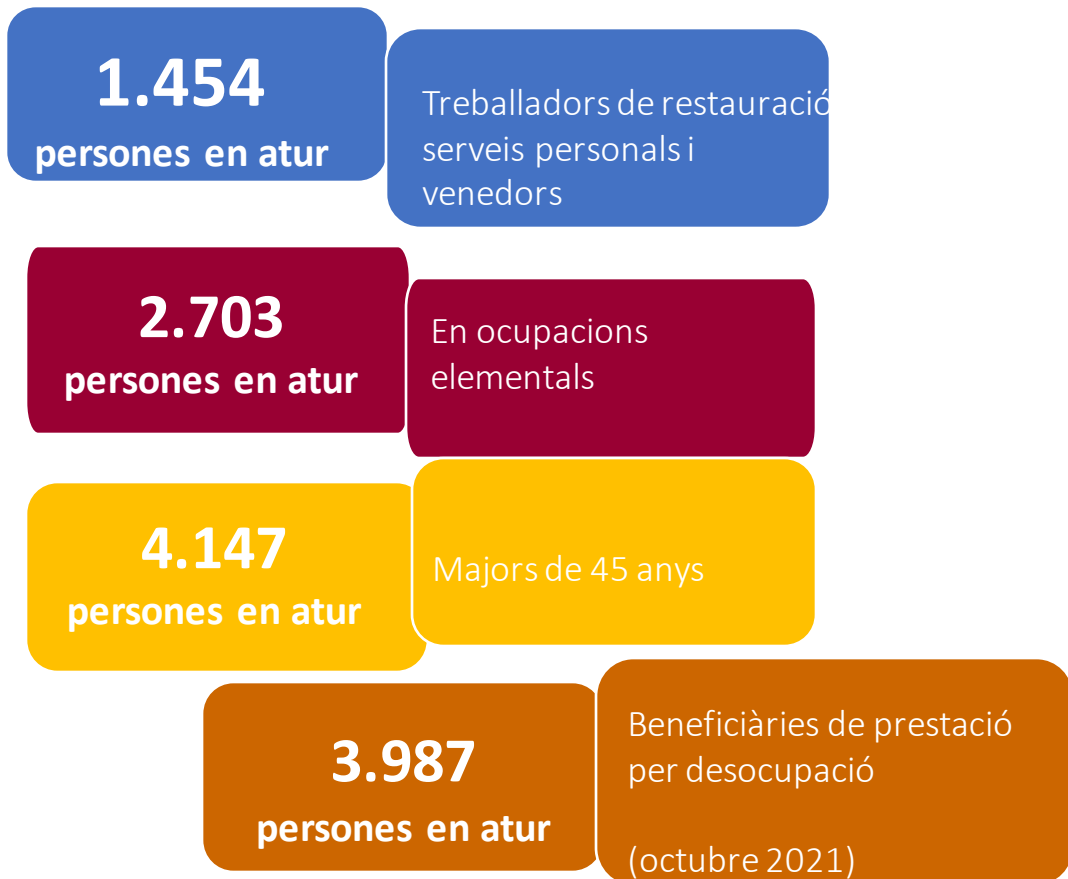 1.454
persones en atur
Treballadors de restauració
serveis personals i
venedors
2.703
persones en atur
En ocupacions
elementals
4.147
persones en atur
Majors de 45 anys
3.987
persones en atur
Beneficiàries de prestació
per desocupació
(octubre 2021)